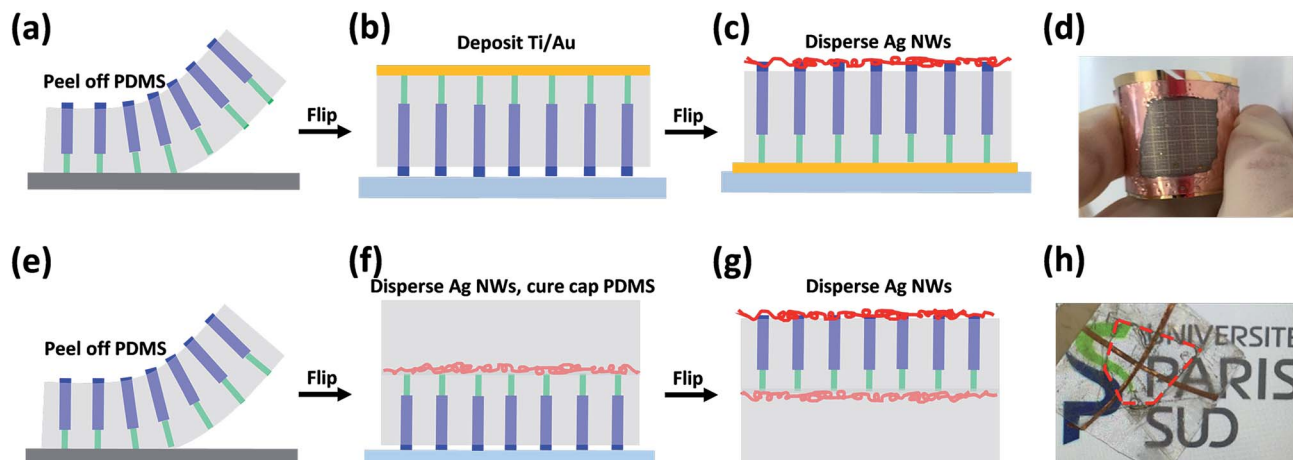 (a)
Peel off PDMS
Flip
(b)
Deposit Ti/Au
Flip
(c)
Disperse Ag NWs
(d)
(e)
Peel off PDMS
Flip
(f)
Disperse Ag NWs, cure cap PDMS
Flip
(g)
Disperse Ag NWs
(h)
UNIVERSITE
PARIS
SUD